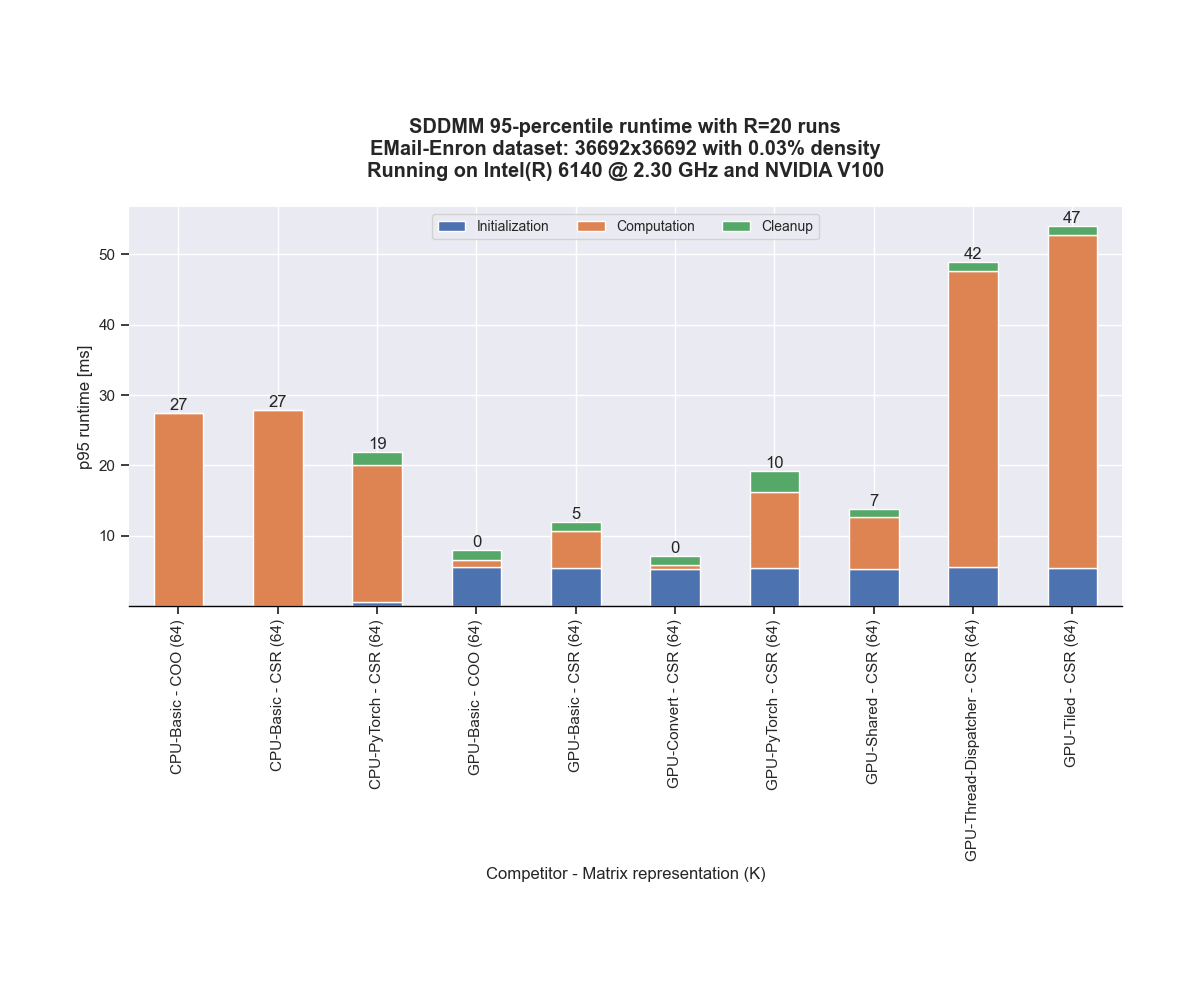 SDDMM 95-percentile runtime with R=20 runs
EMail-Enron dataset: 36692x36692 with 0.03% density
Running on Intel(R) 6140 @ 2.30 GHz and NVIDIA V100
Initialization
Computation
Cleanup
p95 runtime [ms]
50
40
30
20
10
27
27
19
0
5
0
10
7
42
47
CPU-Basic - COO (64)
CPU-Basic - CSR (64)
CPU-PyTorch - CSR (64)
GPU-Basic - COO (64)
GPU-Basic - CSR (64)
GPU-Convert - CSR (64)
GPU-PyTorch - CSR (64)
GPU-Shared - CSR (64)
GPU-Thread-Dispatcher - CSR (64)
GPU-Tiled - CSR (64)
Competitor - Matrix representation (K)